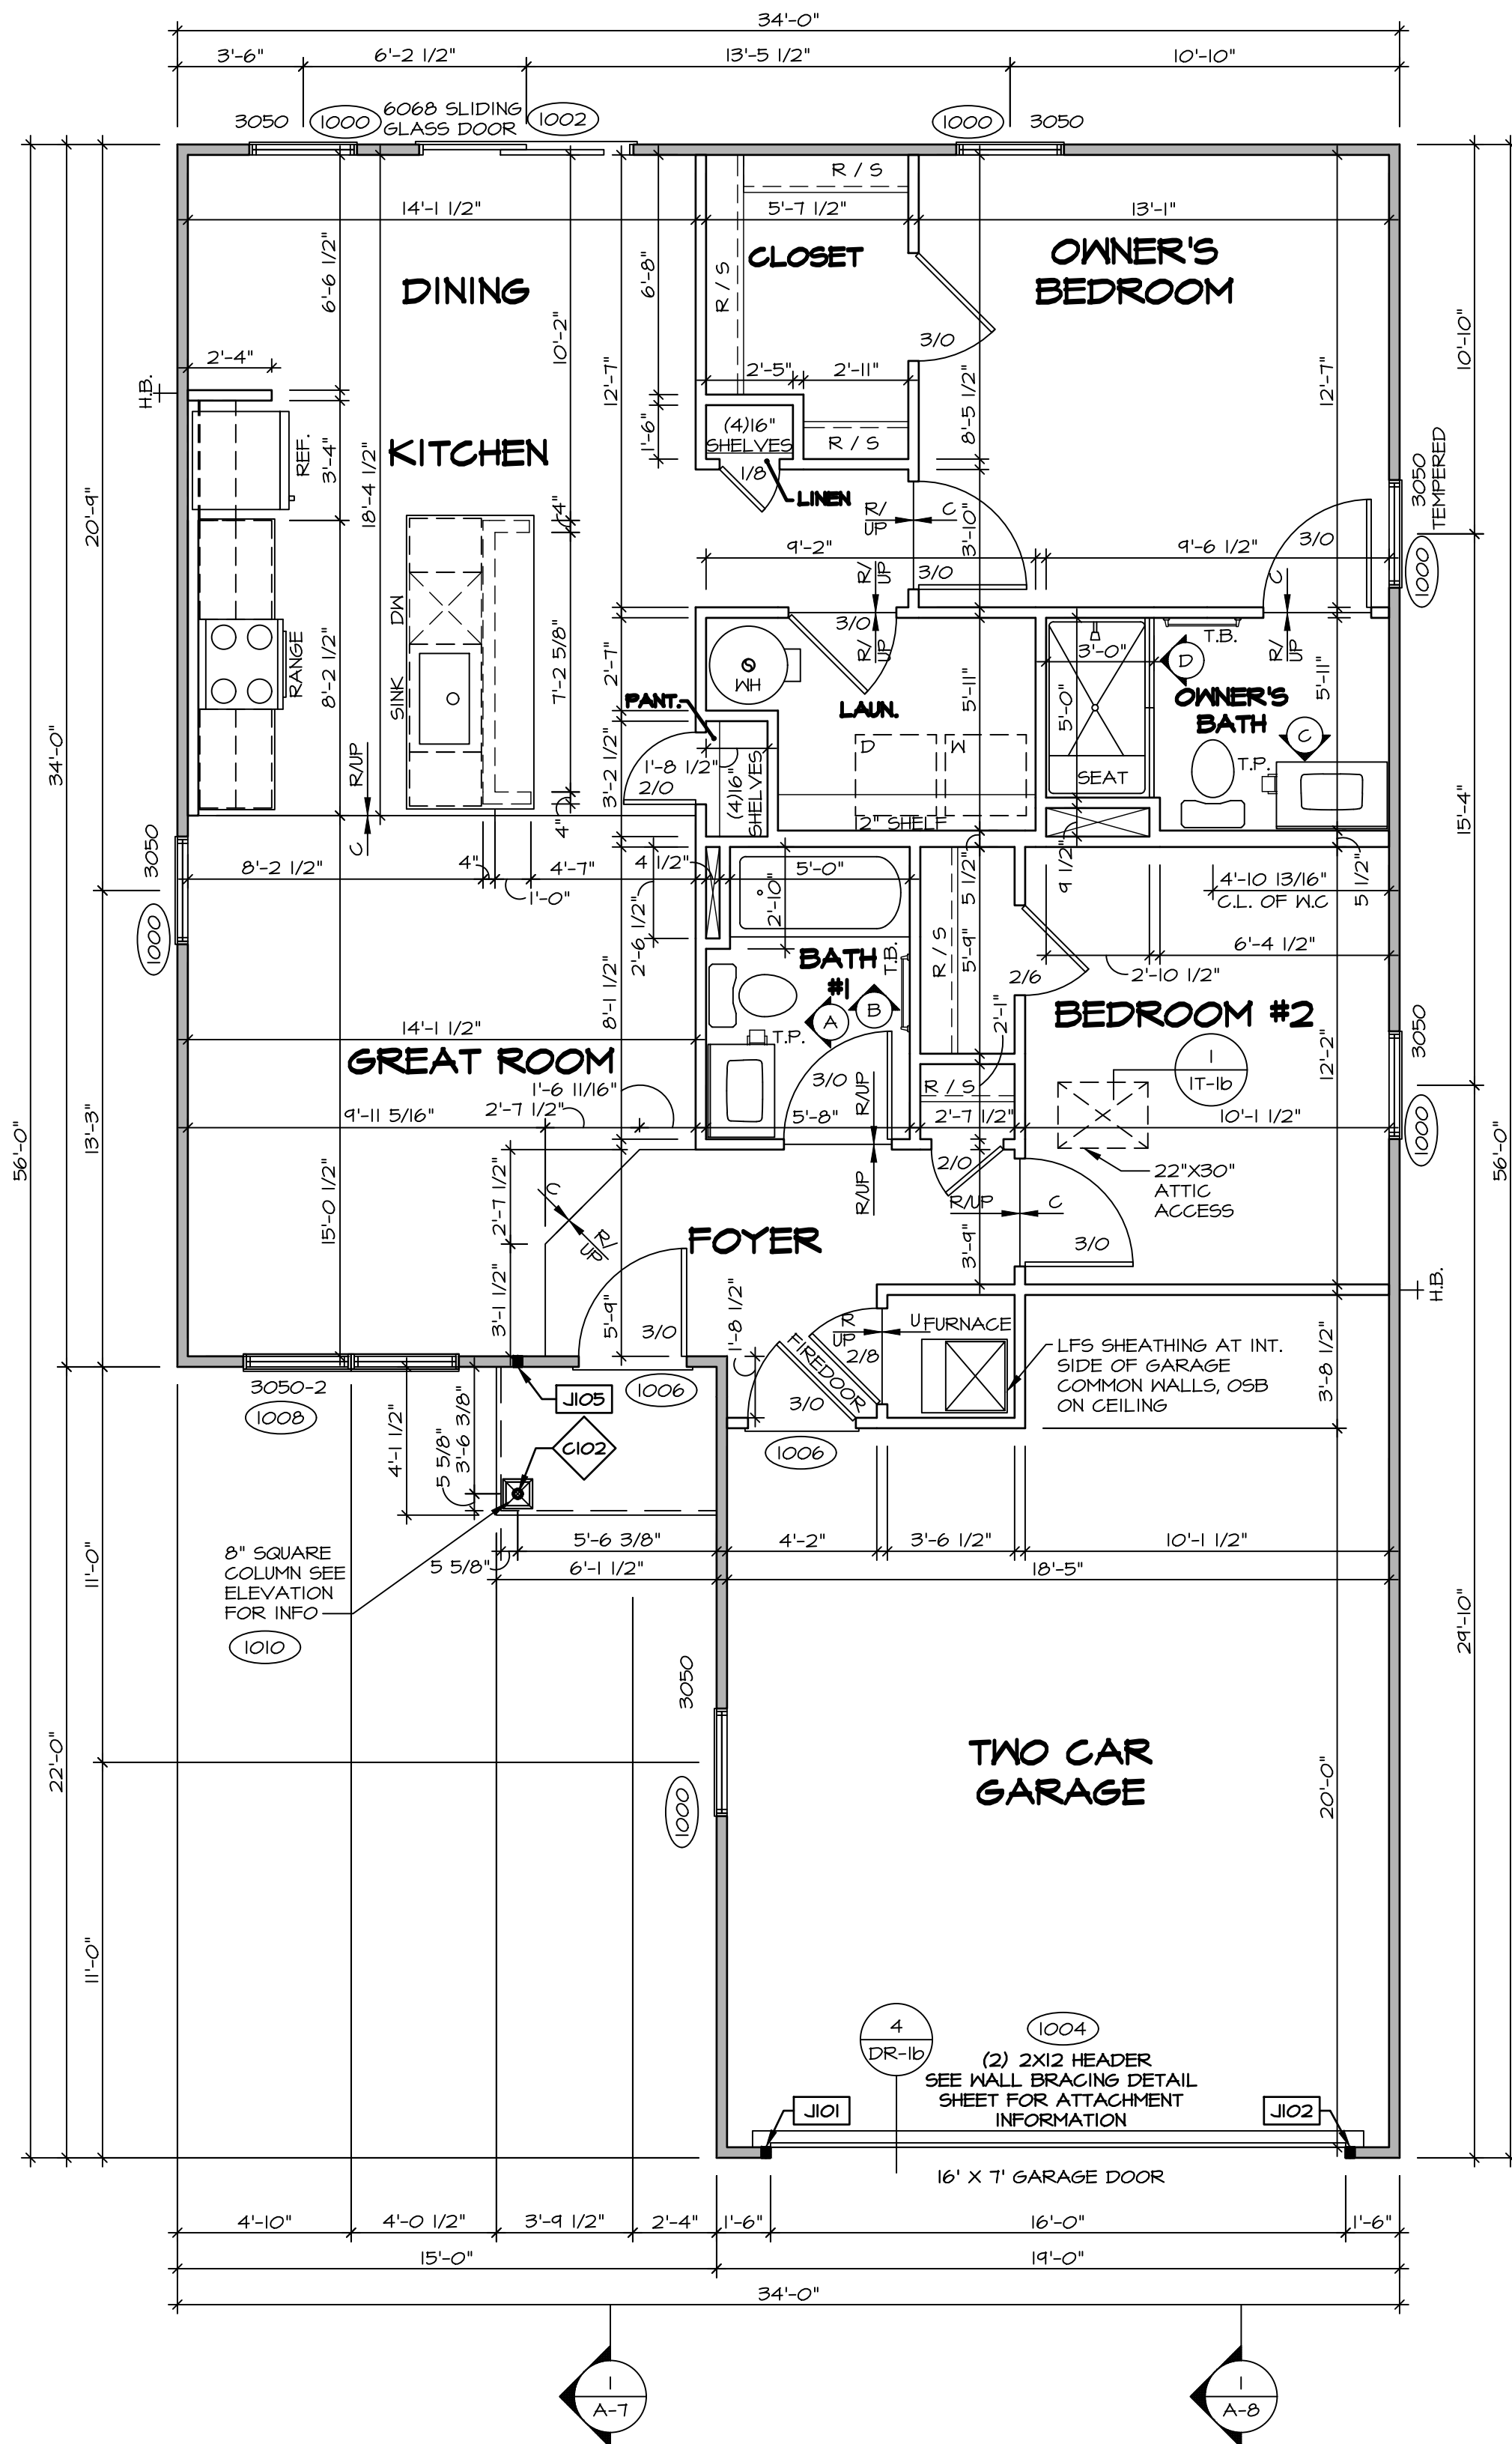 34'-0"
3'-6"
6'-2 1/2"
13'-5 1/2"
10'-10"
3050
1000
6068 SLIDING
GLASS DOOR
1002
1000
3050
R / S
14'-1 1/2"
5'-7 1/2"
13'-1"
6'-6 1/2"
DINING
6'-8"
R / S
CLOSET
OWNER'S
BEDROOM
10'-2"
3/0
10'-10"
2'-4"
H.B.
12'-7"
2'-5"
2'-11"
8'-5 1/2"
12'-7"
REF.
3'-4"
18'-4 1/2"
KITCHEN
1'-6"
(4)16"
SHELVES
R / S
1/8
LINEN
3050
TEMPERED
20'-9"
4"
R/
UP
C
3'-10"
9'-2"
9'-6 1/2"
3/0
1000
R/
UP
3/0
C
DW
3/0
R/
UP
T.B.
R/
UP
34'-0"
RANGE
8'-2 1/2"
SINK
7'-2 5/8"
2'-7"
WH
3'-0"
D
5'-11"
PANT.
LAUN.
5'-11"
5'-0"
OWNER'S
BATH
C
R/UP
3'-2 1/2"
1'-8 1/2"
D
W
T.P.
2/0
(4)16"
SHELVES
SEAT
15'-4"
4"
12" SHELF
C
3050
8'-2 1/2"
4"
4'-7"
4 1/2"
5'-0"
5 1/2"
9 1/2"
4'-10 13/16"
C.L. OF W.C
5 1/2"
1'-0"
2'-10"
1000
2'-6 1/2"
R / S
5'-9"
6'-4 1/2"
BATH
#1
T.B.
2/6
2'-10 1/2"
8'-1 1/2"
2'-1"
BEDROOM #2
A
B
14'-1 1/2"
T.P.
GREAT ROOM
1
IT-1b
12'-2"
3050
1'-6 11/16"
3/0
R/UP
R / S
9'-11 5/16"
2'-7 1/2"
5'-8"
2'-7 1/2"
10'-1 1/2"
1000
56'-0"
13'-3"
56'-0"
2/0
22"X30"
ATTIC
ACCESS
15'-0 1/2"
2'-7 1/2"
C
R/
UP
R/UP
R/UP
C
FOYER
3'-9"
3/0
H.B.
3'-1 1/2"
5'-9"
3/0
1'-8 1/2"
R
UP
U
FURNACE
2/8
FIREDOOR
LFS SHEATHING AT INT.
SIDE OF GARAGE
COMMON WALLS, OSB
ON CEILING
3'-8 1/2"
3050-2
1008
J105
1006
3/0
4'-1 1/2"
5 5/8"
3'-6 3/8"
C102
1006
8" SQUARE
COLUMN SEE
ELEVATION
FOR INFO
1010
5'-6 3/8"
4'-2"
3'-6 1/2"
10'-1 1/2"
5 5/8"
6'-1 1/2"
18'-5"
11'-0"
29'-10"
3050
22'-0"
TWO CAR
GARAGE
20'-0"
1000
11'-0"
4
DR-1b
1004
(2) 2X12 HEADER
SEE WALL BRACING DETAIL
SHEET FOR ATTACHMENT
INFORMATION
J101
J102
16' X 7' GARAGE DOOR
4'-10"
4'-0 1/2"
3'-9 1/2"
2'-4"
1'-6"
16'-0"
1'-6"
15'-0"
19'-0"
34'-0"
1
A-7
1
A-8